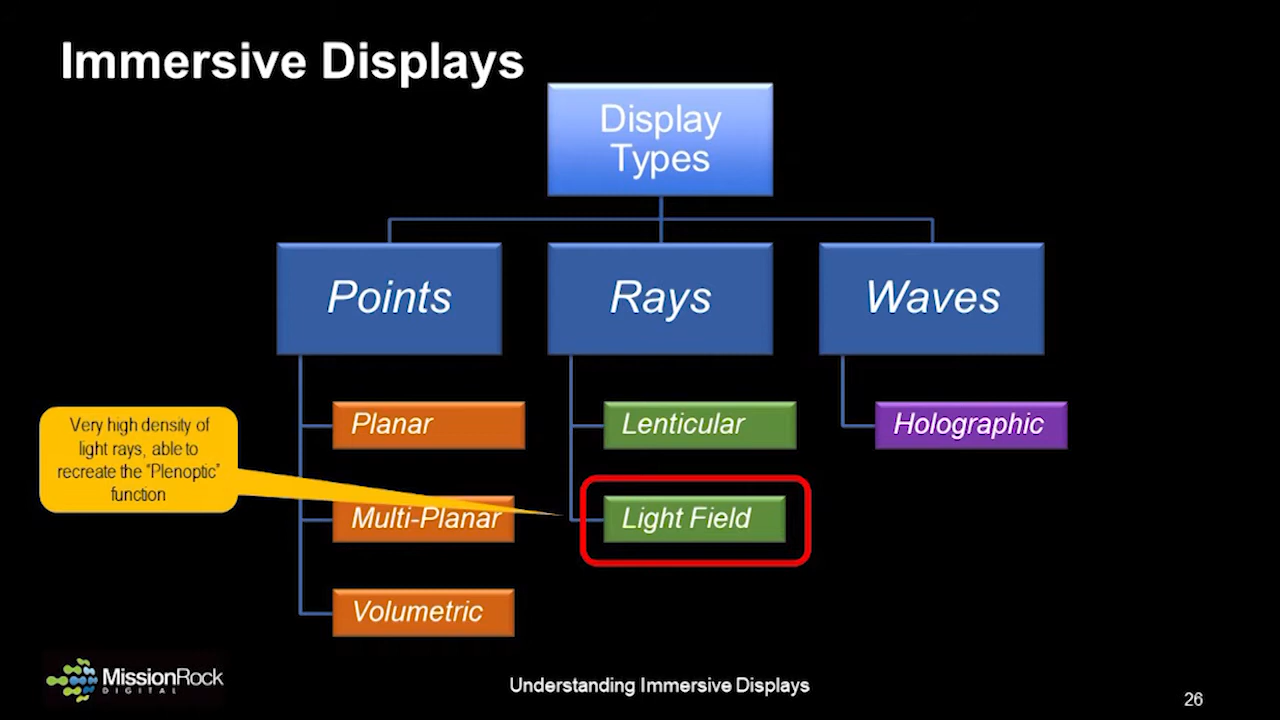 Immersive Displays
Display
Types
Points
Rays
Waves
Planar
Lenticular
Holographic
Very high density of
light rays, able to
recreate the “Plenoptic”
function
Multi-Planar
Light Field
Volumetric
MissionRock
DIGITAL
Understanding Immersive Displays
26